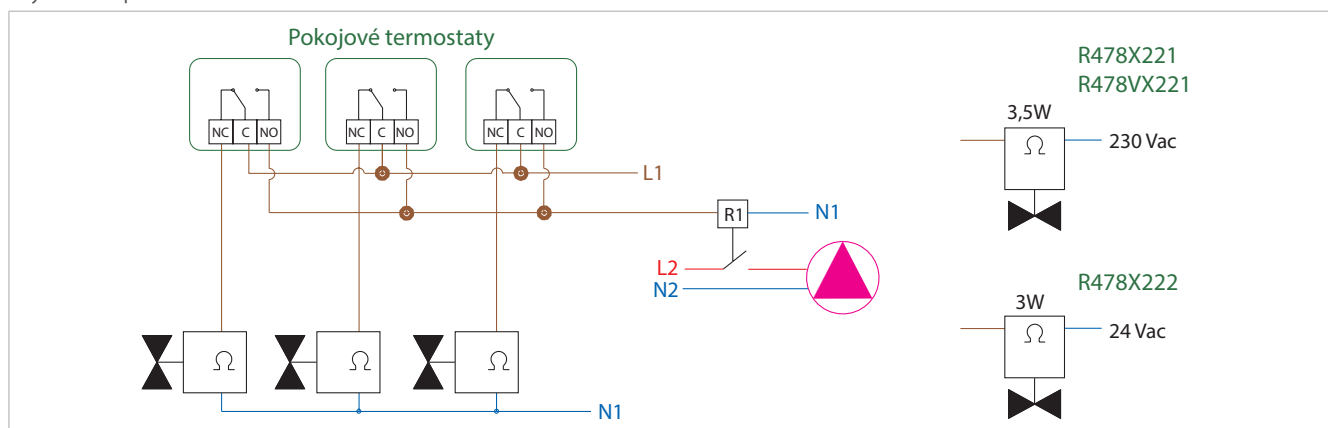 Pokojové termostaty
NC C NO
NC C NO
NC C NO
L1
R1
N1
L2
N2
Ω
Ω
Ω
N1
R478X221
R478VX221
3,5W
Ω
230 Vac
R478X222
3W
Ω
24 Vac